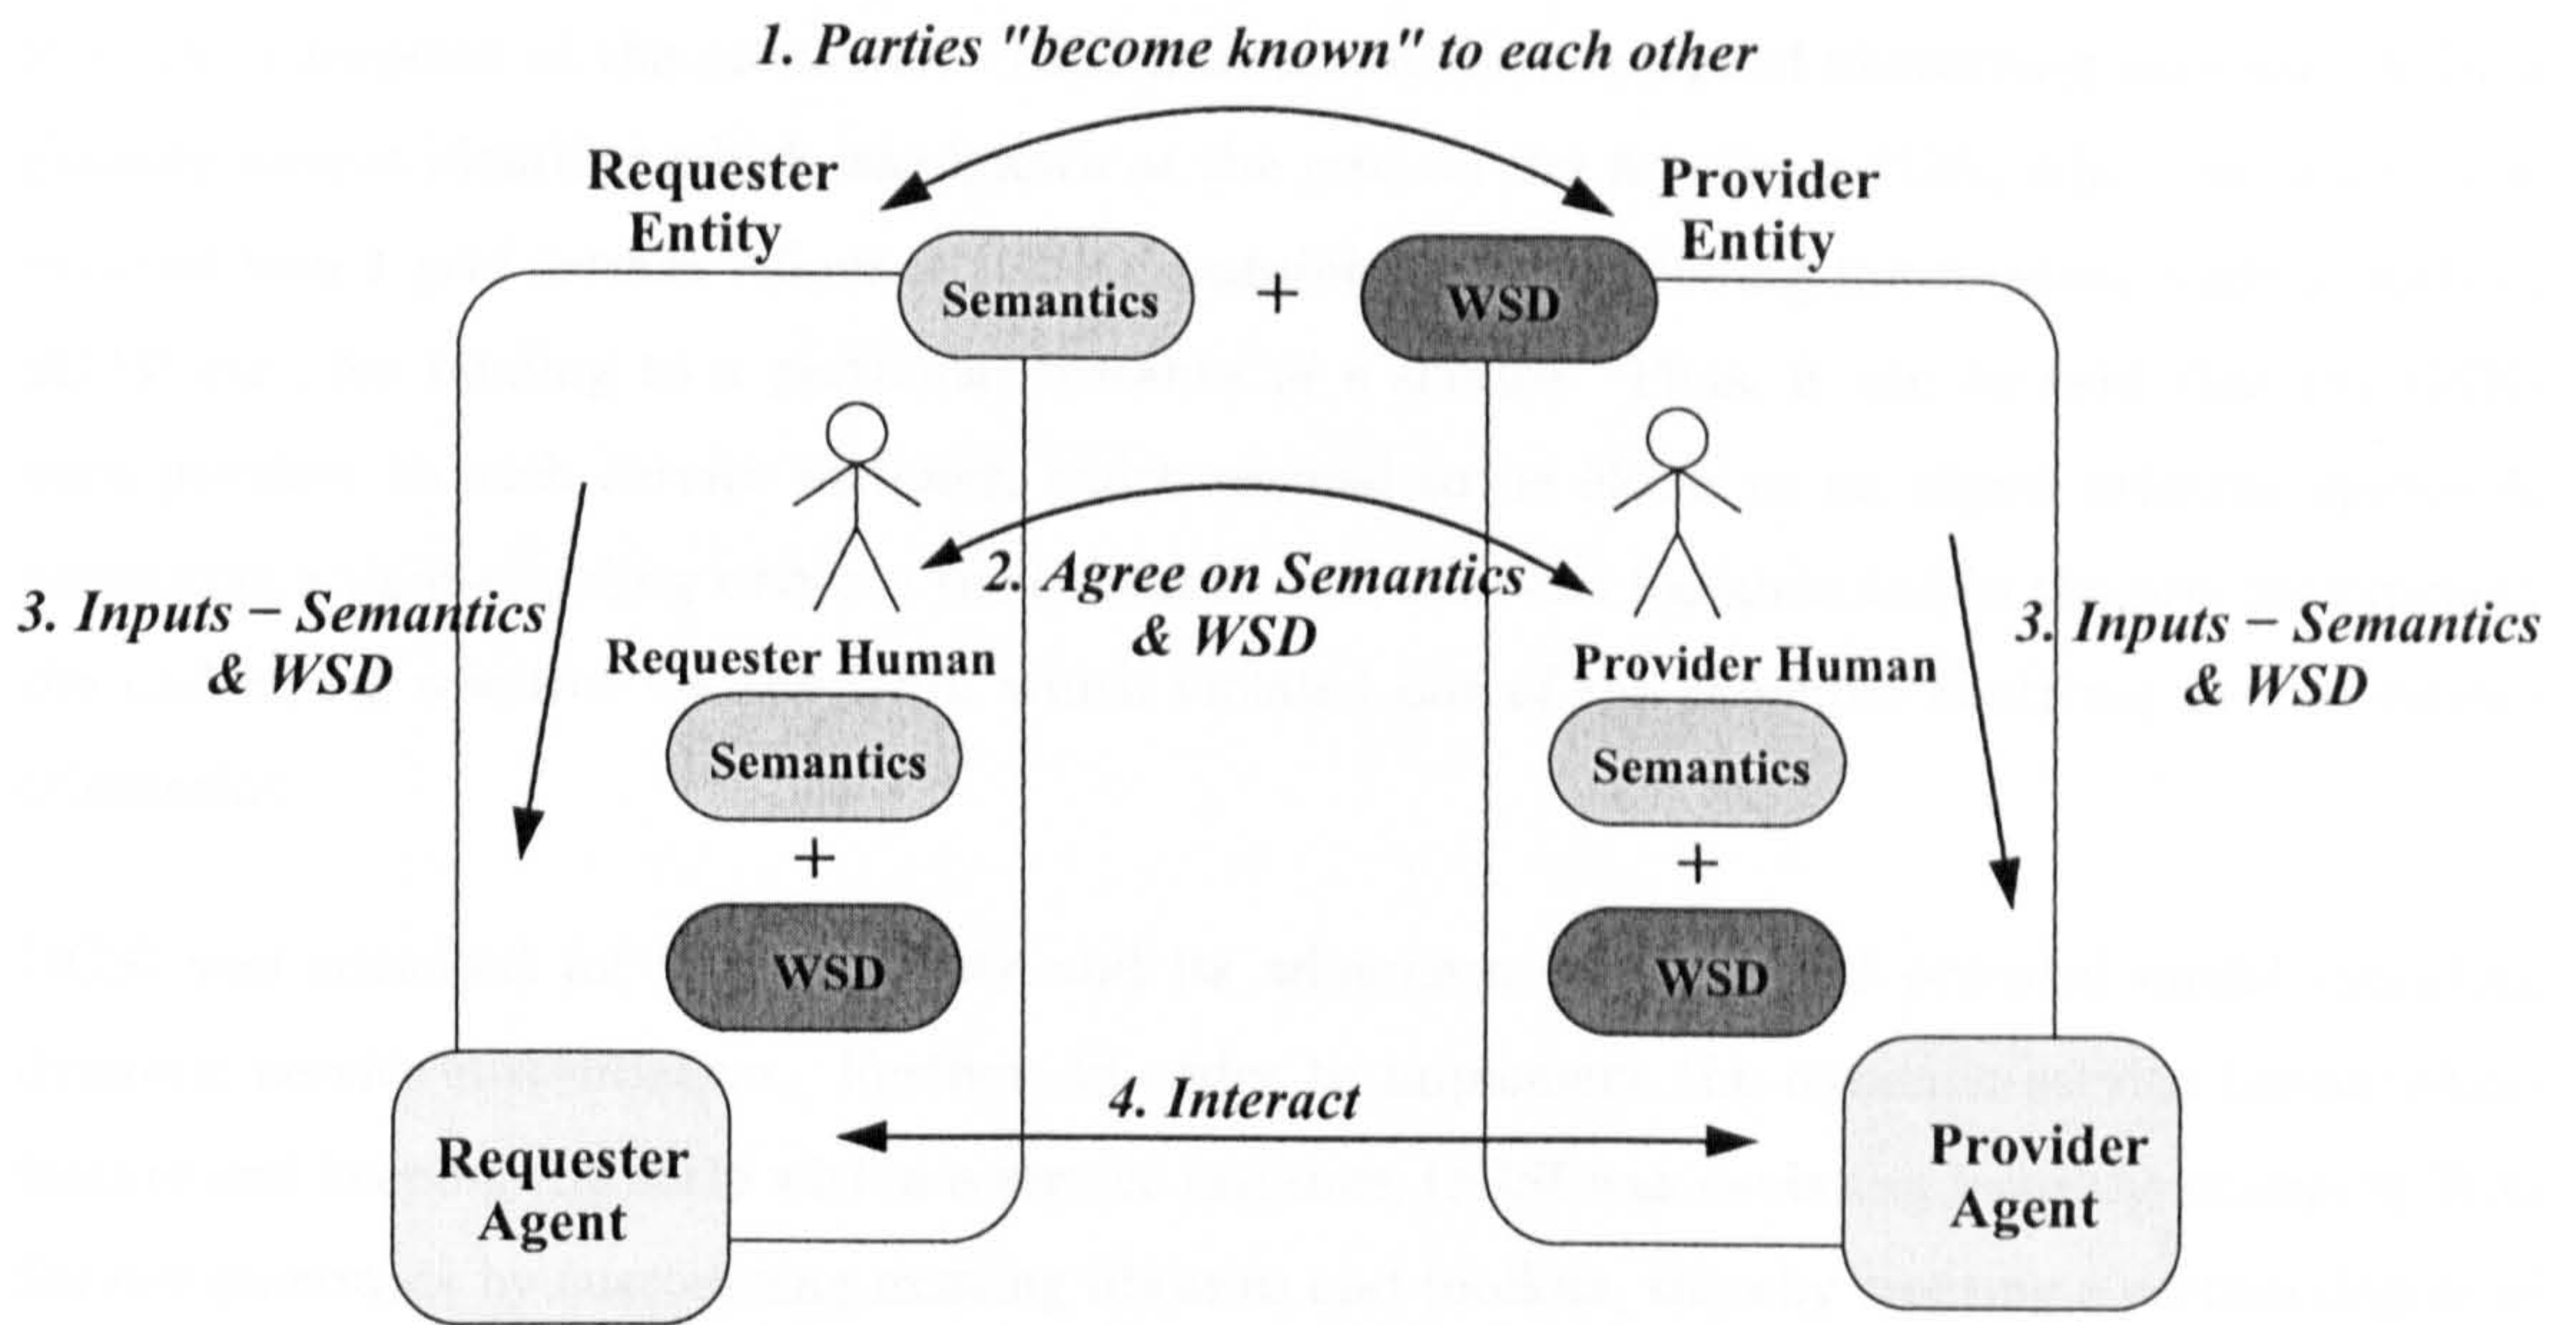 1. Parties "become known" to each other
Requester
Entity
Provider
Entity
Semantics
+
WSD
3. Inputs – Semantics
& WSD
2. Agree on Semantics
& WSD
3. Inputs – Semantics
& WSD
Requester Human
Provider Human
Semantics
+
WSD
Semantics
+
WSD
4. Interact
Requester
Agent
Provider
Agent